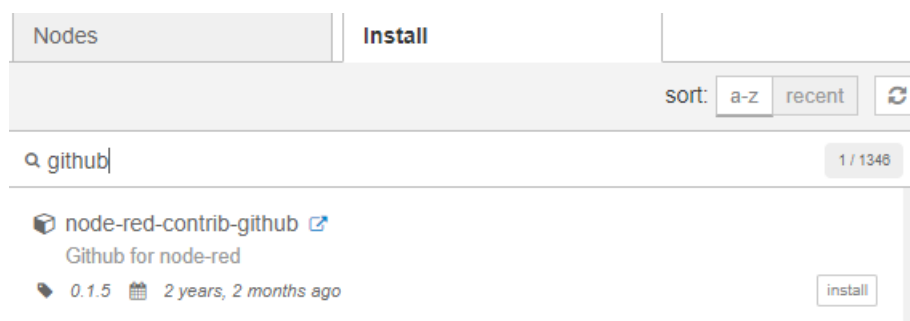 Nodes
Install
sort: a-z recent
github
1 / 1346
node-red-contrib-github
Github for node-red
0.1.5 2 years, 2 months ago
install